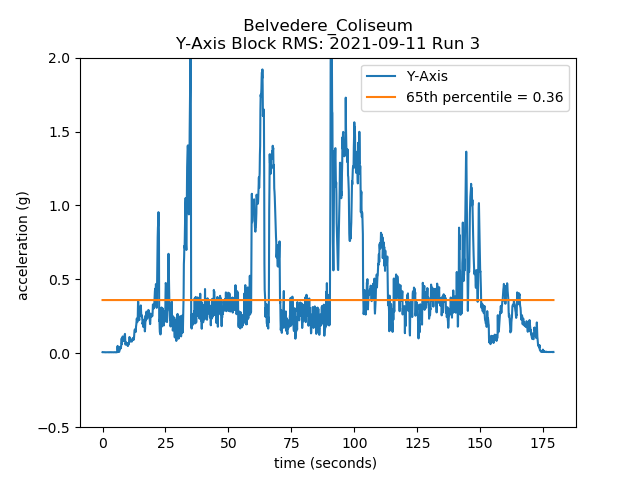 Belvedere_Coliseum
Y-Axis Block RMS: 2021-09-11 Run 3
Y-Axis
65th percentile = 0.36
acceleration (g)
2.0
1.5
1.0
0.5
0.0
−0.5
0 25 50 75 100 125 150 175
time (seconds)